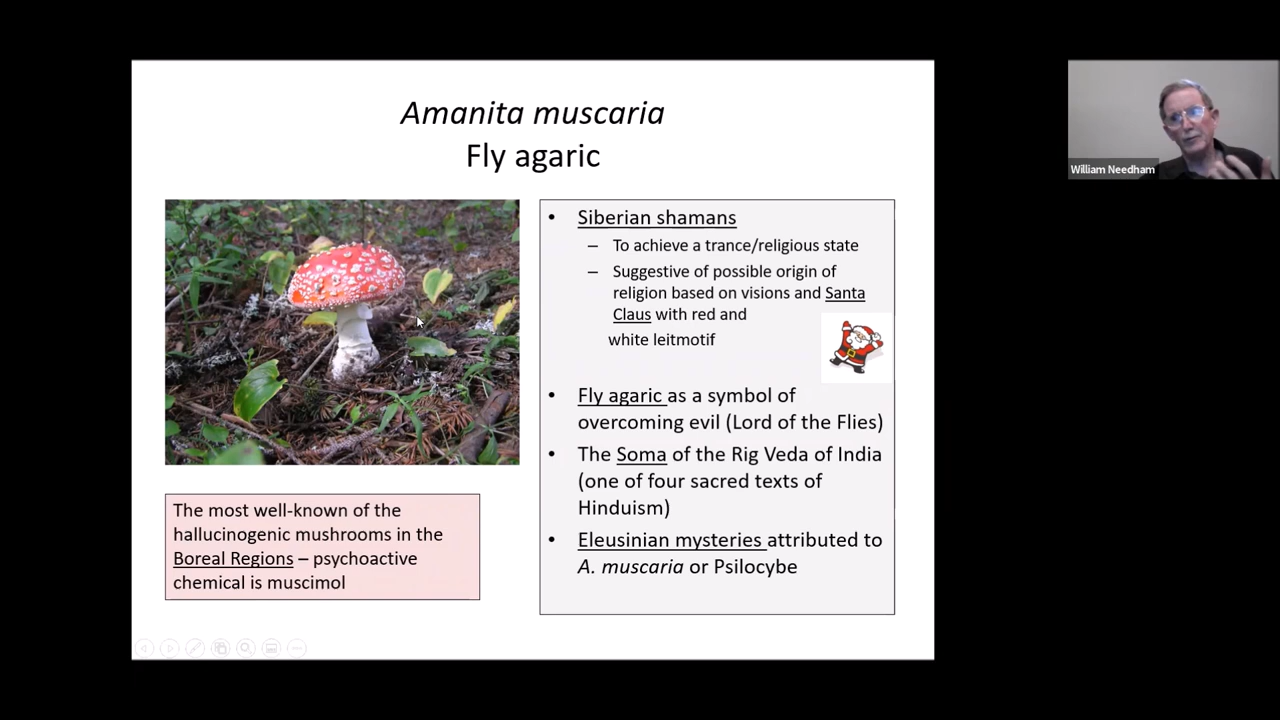 Amanita muscaria
Fly agaric
• Siberian shamans
– To achieve a trance/religious state
– Suggestive of possible origin of
religion based on visions and Santa
Claus with red and
white leitmotif
• Fly agaric as a symbol of
overcoming evil (Lord of the Flies)
• The Soma of the Rig Veda of India
(one of four sacred texts of
Hinduism)
• Eleusinian mysteries attributed to
A. muscaria or Psilocybe
The most well-known of the
hallucinogenic mushrooms in the
Boreal Regions – psychoactive
chemical is muscimol
William Needham